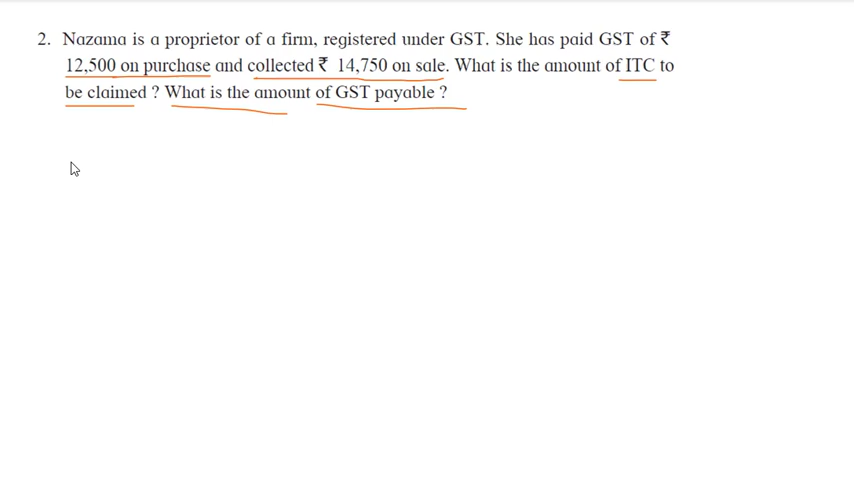 2. Nazama is a proprietor of a firm, registered under GST. She has paid GST of ₹
12,500 on purchase and collected ₹ 14,750 on sale. What is the amount of ITC to
be claimed ? What is the amount of GST payable ?